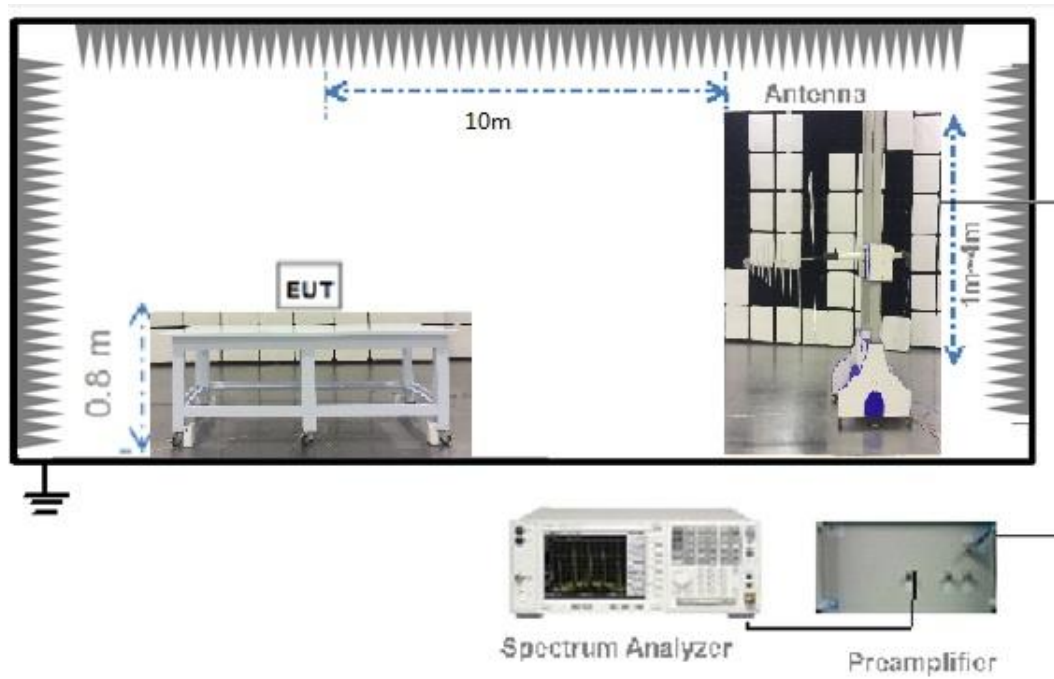 Antenna
10m
1m~4m
EUT
0.8 m
Spectrum Analyzer
Preamplifier